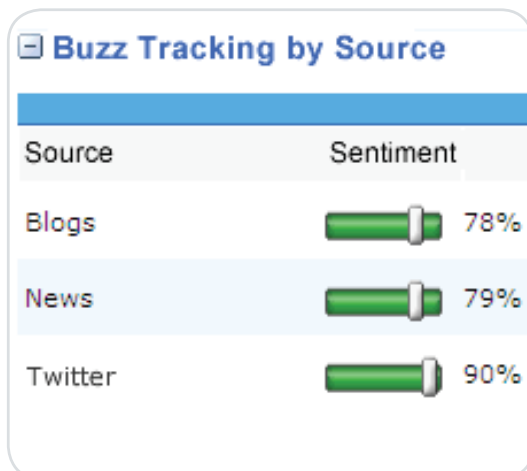 Buzz Tracking by Source
Source Sentiment
Blogs 78%
News 79%
Twitter 90%